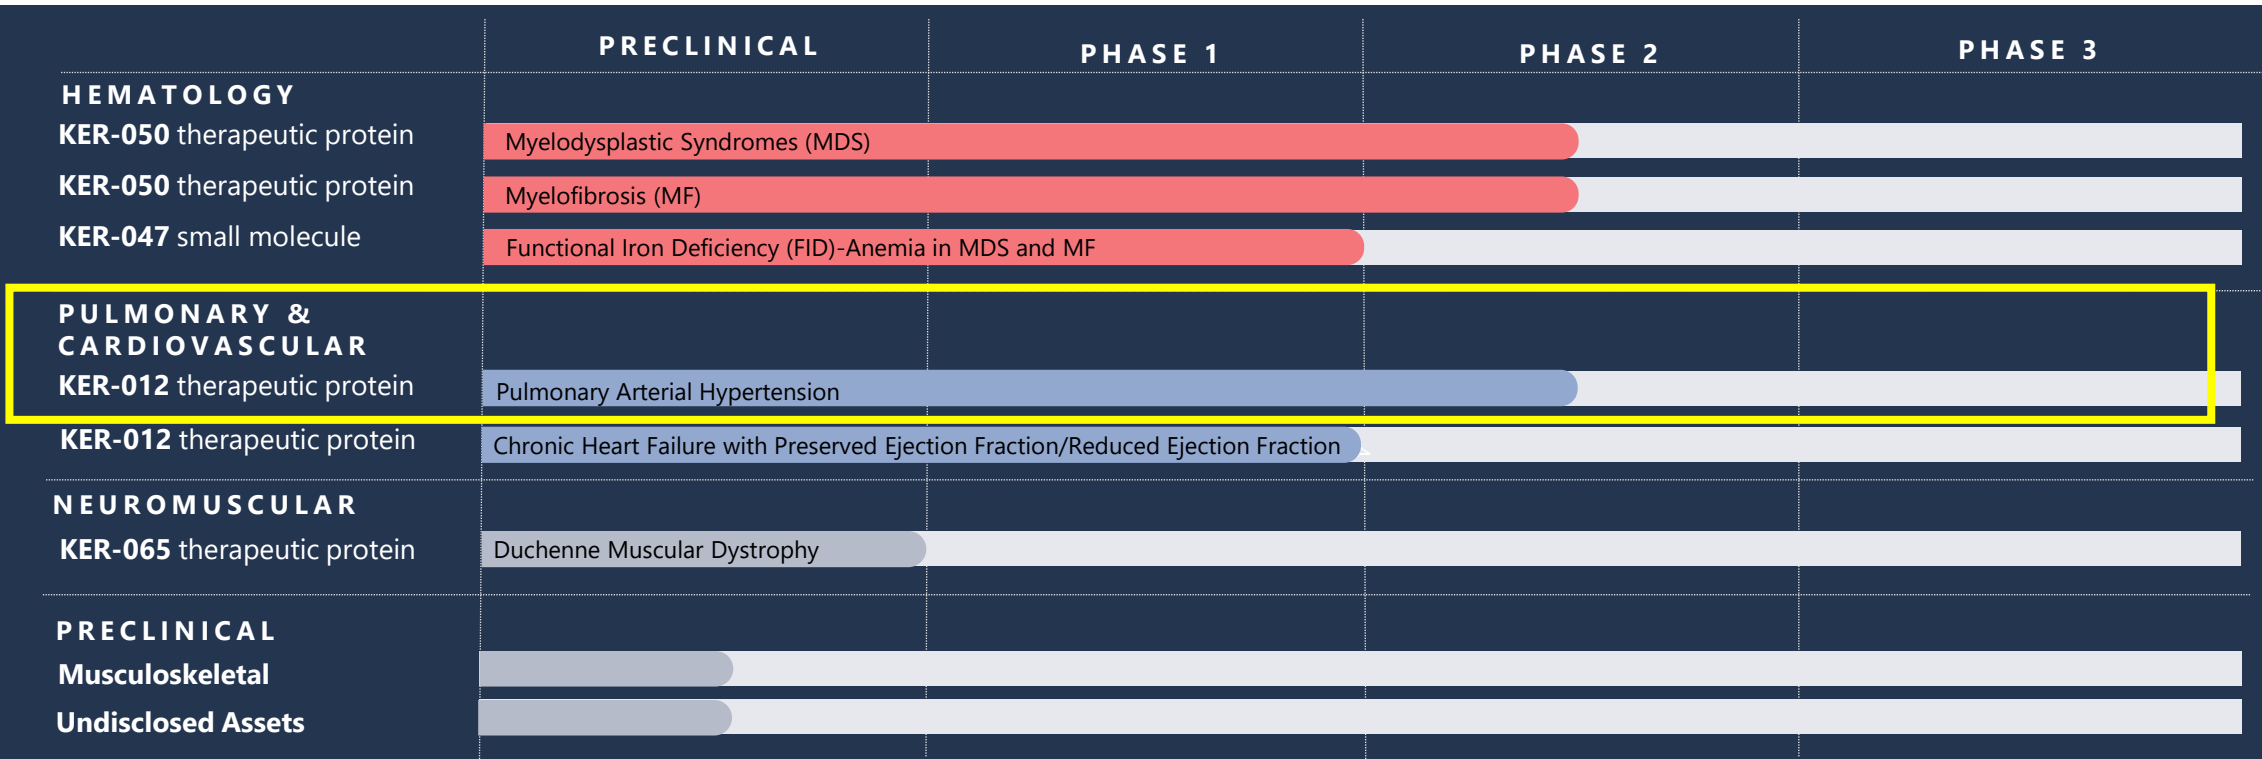 PRECLINICAL PHASE 1 PHASE 2 PHASE 3
HEMATOLOGY
KER-050 therapeutic protein Myelodysplastic Syndromes (MDS)
KER-050 therapeutic protein Myelofibrosis (MF)
KER-047 small molecule Functional Iron Deficiency (FID)-Anemia in MDS and MF
PULMONARY &
CARDIOVASCULAR
KER-012 therapeutic protein Pulmonary Arterial Hypertension
KER-012 therapeutic protein Chronic Heart Failure with Preserved Ejection Fraction/Reduced Ejection Fraction
NEUROMUSCULAR
KER-065 therapeutic protein Duchenne Muscular Dystrophy
PRECLINICAL
Musculoskeletal
Undisclosed Assets